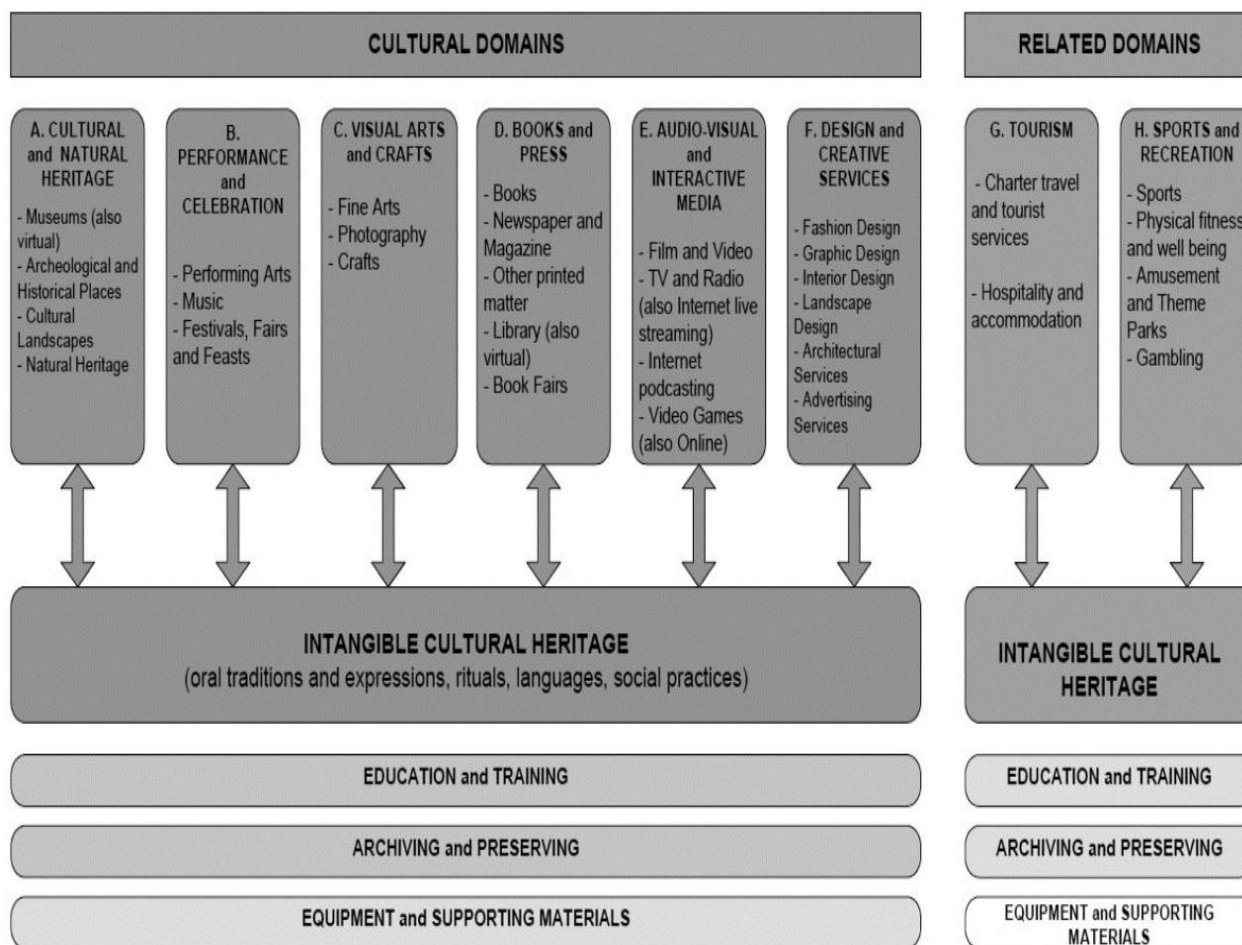 CULTURAL DOMAINS
RELATED DOMAINS
A. CULTURAL
and NATURAL
HERITAGE
- Museums (also
virtual)
- Archeological and
Historical Places
- Cultural
Landscapes
- Natural Heritage
B.
PERFORMANCE
and
CELEBRATION
- Performing Arts
- Music
- Festivals, Fairs
and Feasts
C. VISUAL ARTS
and CRAFTS
- Fine Arts
- Photography
- Crafts
D. BOOKS and
PRESS
- Books
- Newspaper and
Magazine
- Other printed
matter
- Library (also
virtual)
- Book Fairs
E. AUDIO-VISUAL
and
INTERACTIVE
MEDIA
- Film and Video
- TV and Radio
(also Internet live
streaming)
- Internet
podcasting
- Video Games
(also Online)
F. DESIGN and
CREATIVE
SERVICES
- Fashion Design
- Graphic Design
- Interior Design
- Landscape
Design
- Architectural
Services
- Advertising
Services
G. TOURISM
- Charter travel
and tourist
services
- Hospitality and
accommodation
H. SPORTS and
RECREATION
- Sports
- Physical fitness
and well being
- Amusement
and Theme
Parks
- Gambling
INTANGIBLE CULTURAL HERITAGE
(oral traditions and expressions, rituals, languages, social practices)
INTANGIBLE CULTURAL
HERITAGE
EDUCATION and TRAINING
EDUCATION and TRAINING
ARCHIVING and PRESERVING
ARCHIVING and PRESERVING
EQUIPMENT and SUPPORTING MATERIALS
EQUIPMENT and SUPPORTING
MATERIALS